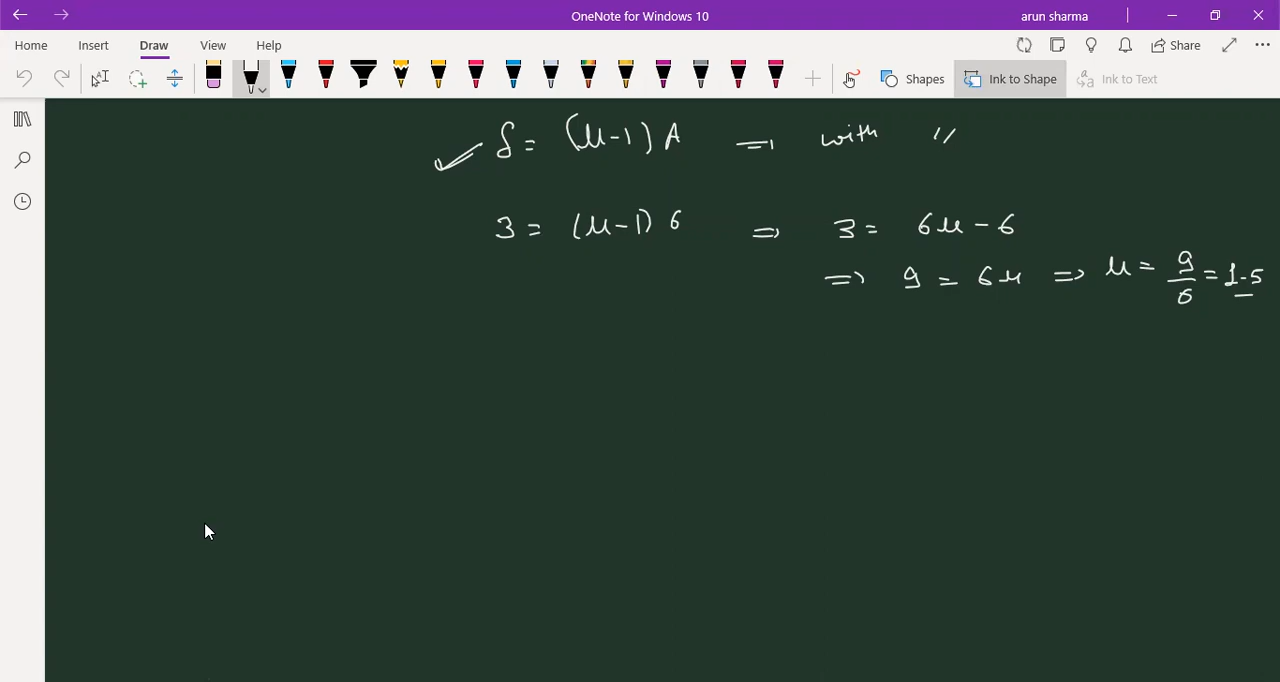 OneNote for Windows 10
arun sharma
Home Insert Draw View Help
Share
Shapes Ink to Shape Ink to Text
δ = (μ-1) A ⇒ with "
3 = (μ-1) 6 ⇒ 3 = 6μ - 6
⇒ 9 = 6μ ⇒ μ = 9/6 = 1.5